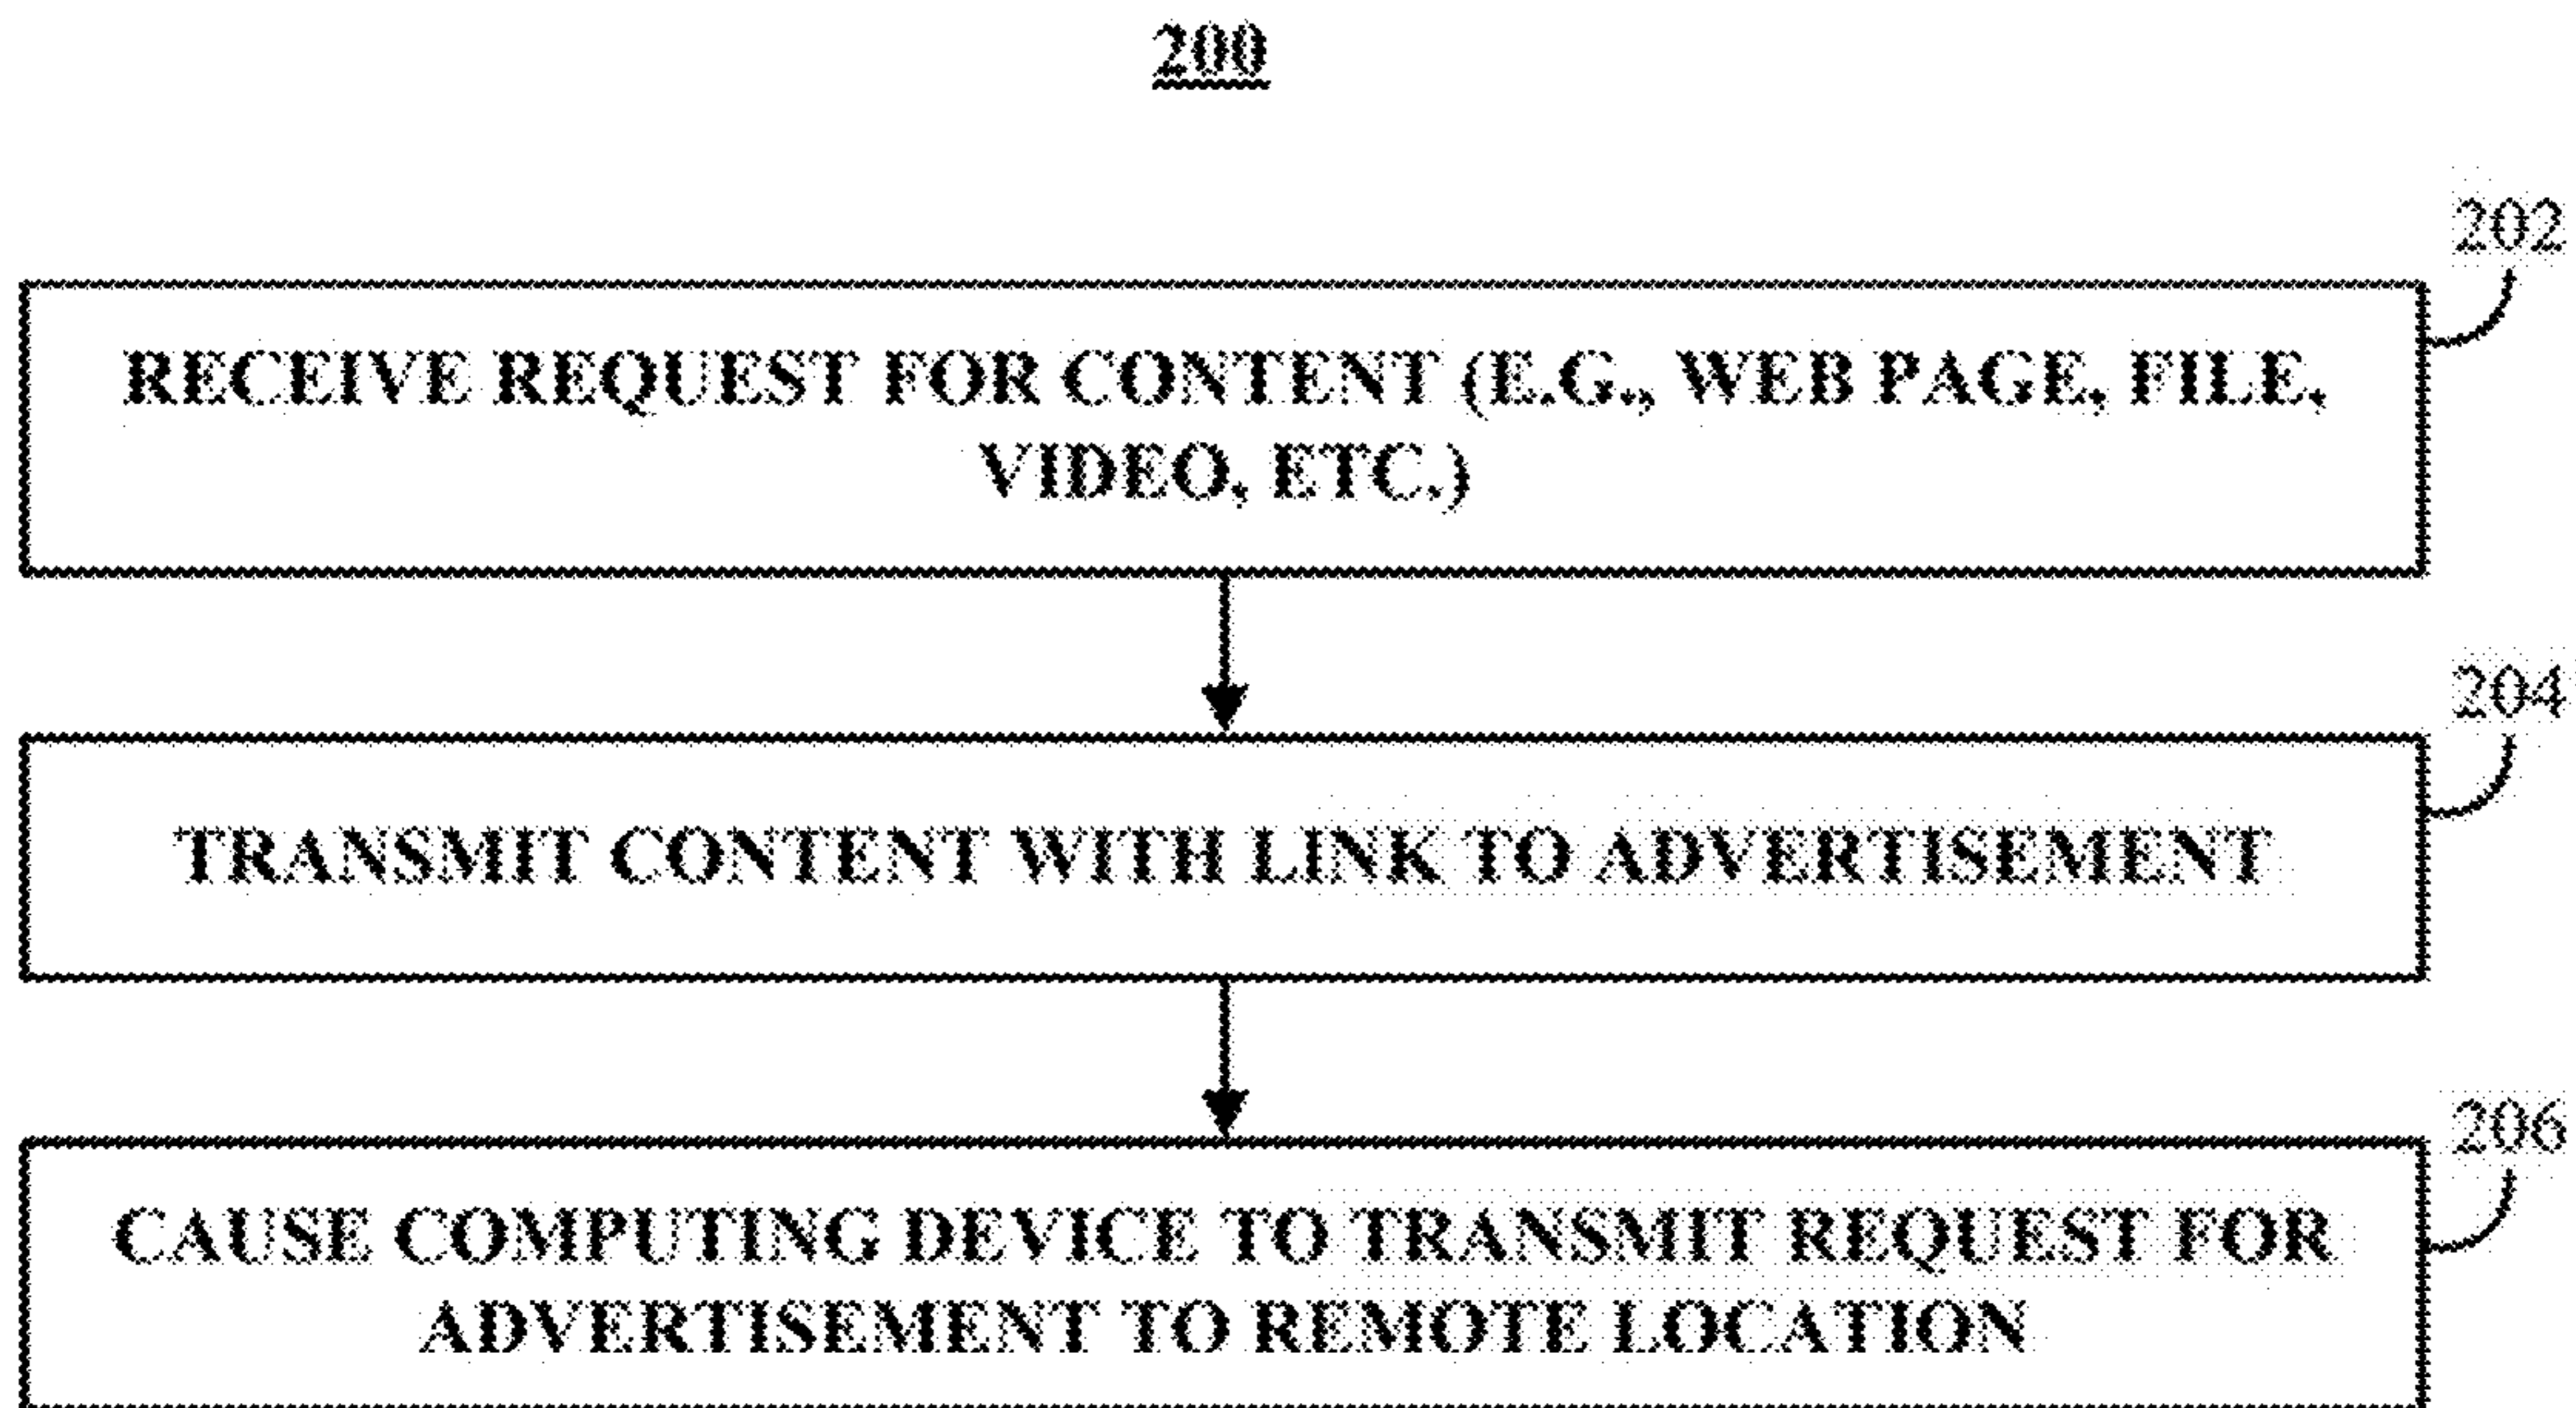 200
202
RECEIVE REQUEST FOR CONTENT (E.G., WEB PAGE, FILE,
VIDEO, ETC.)
204
TRANSMIT CONTENT WITH LINK TO ADVERTISEMENT
206
CAUSE COMPUTING DEVICE TO TRANSMIT REQUEST FOR
ADVERTISEMENT TO REMOTE LOCATION